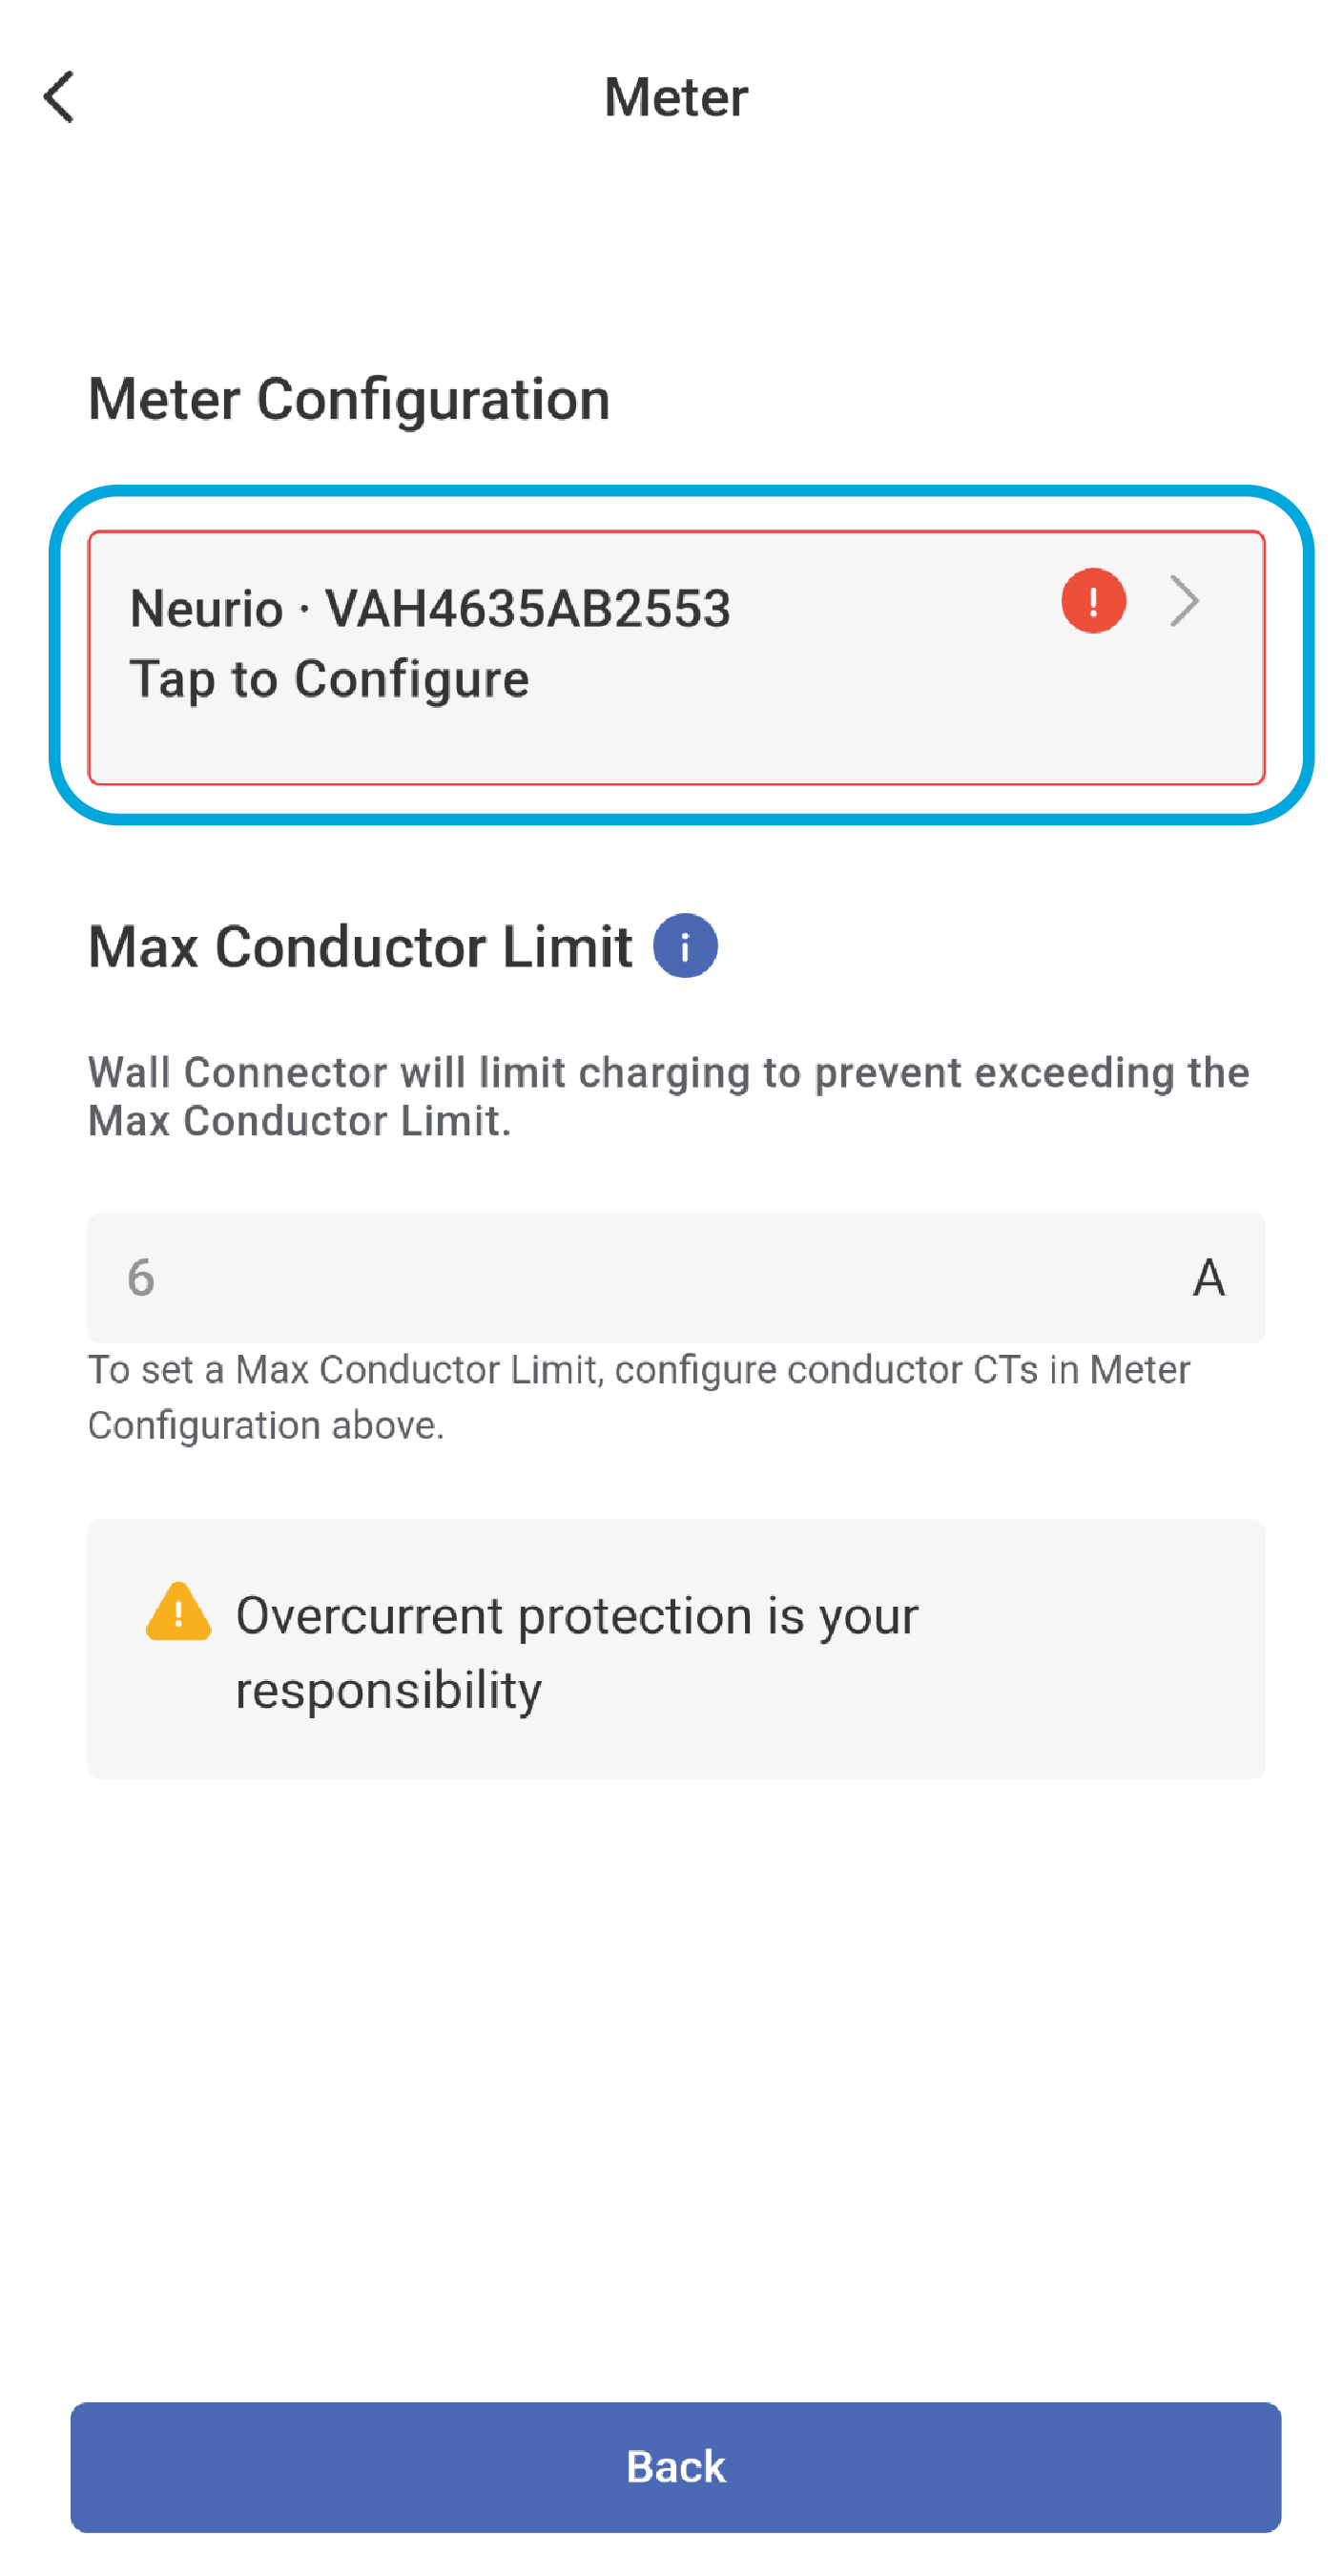 Meter
Meter Configuration
Neurio · VAH4635AB2553
Tap to Configure
Max Conductor Limit
Wall Connector will limit charging to prevent exceeding the
Max Conductor Limit.
6 A
To set a Max Conductor Limit, configure conductor CTs in Meter
Configuration above.
Overcurrent protection is your
responsibility
Back